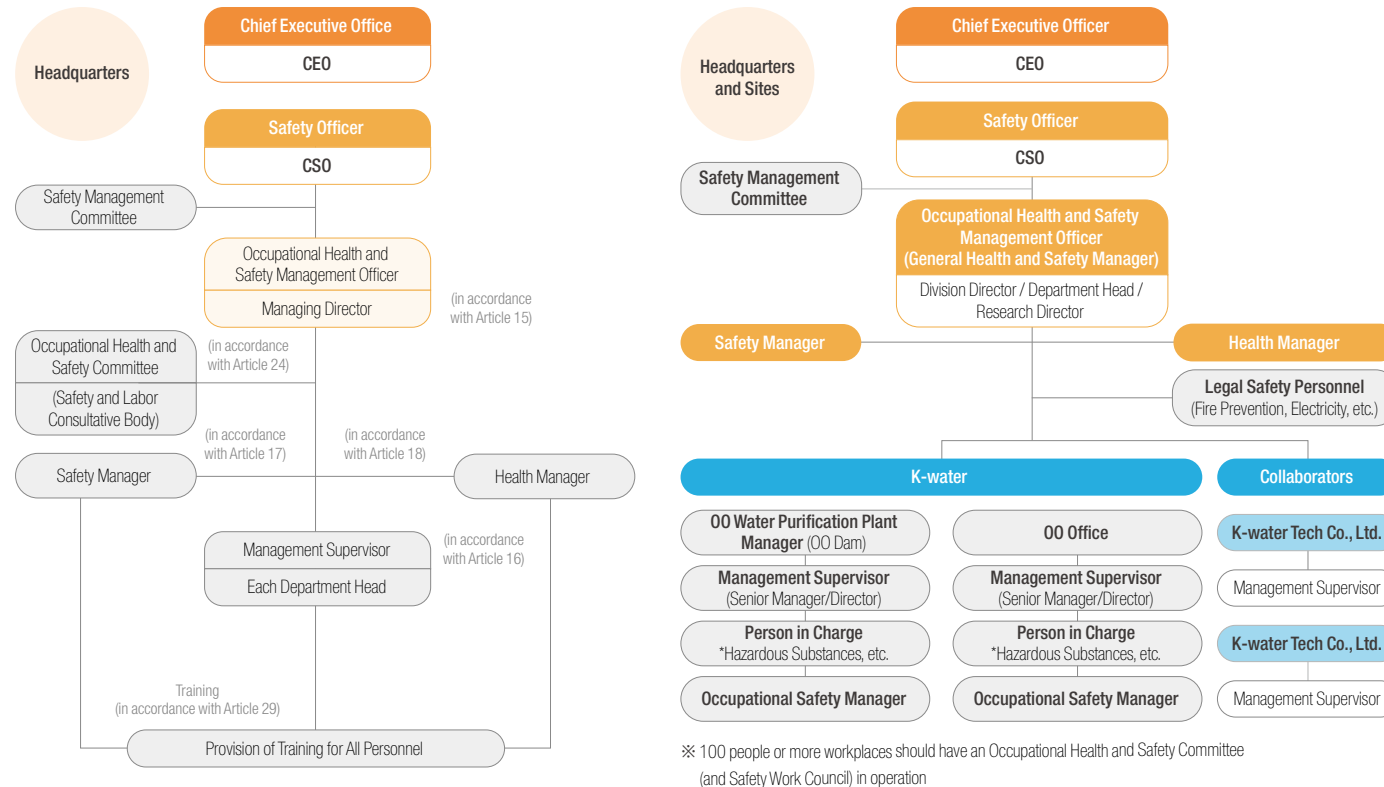 Headquarters
Chief Executive Office
CEO
Safety Officer
CSO
Safety Management
Committee
Occupational Health and
Safety Management Officer
Managing Director
(in accordance
with Article 15)
Occupational Health and
Safety Committee
(Safety and Labor
Consultative Body)
(in accordance
with Article 24)
(in accordance
with Article 17)
(in accordance
with Article 18)
Safety Manager
Health Manager
Management Supervisor
Each Department Head
(in accordance
with Article 16)
Training
(in accordance with Article 29)
Provision of Training for All Personnel
Headquarters
and Sites
Chief Executive Officer
CEO
Safety Officer
CSO
Safety Management
Committee
Occupational Health and Safety
Management Officer
(General Health and Safety Manager)
Division Director / Department Head /
Research Director
Safety Manager
Health Manager
Legal Safety Personnel
(Fire Prevention, Electricity, etc.)
K-water
Collaborators
OO Water Purification Plant
Manager (OO Dam)
Management Supervisor
(Senior Manager/Director)
Person in Charge
*Hazardous Substances, etc.
Occupational Safety Manager
OO Office
Management Supervisor
(Senior Manager/Director)
Person in Charge
*Hazardous Substances, etc.
Occupational Safety Manager
K-water Tech Co., Ltd.
Management Supervisor
K-water Tech Co., Ltd.
Management Supervisor
※ 100 people or more workplaces should have an Occupational Health and Safety Committee
(and Safety Work Council) in operation